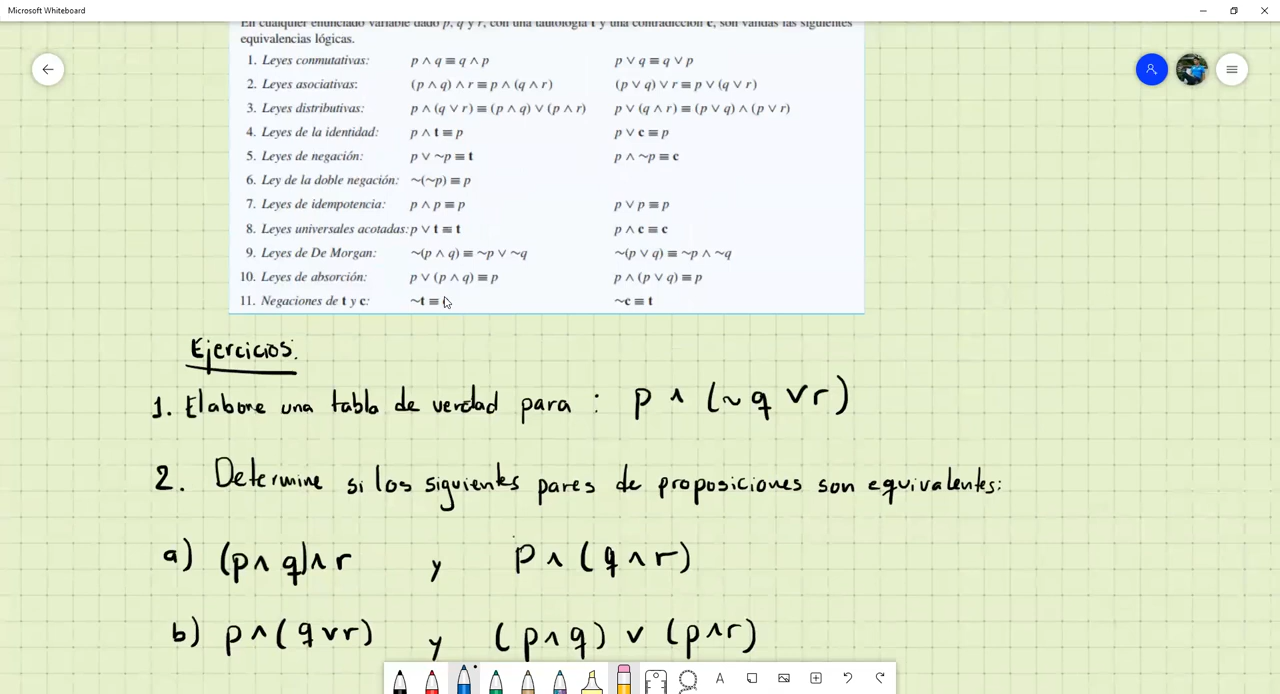 Microsoft Whiteboard
En cualquier enunciado variable dado p, q y r, con una tautología t y una contradicción c, son válidas las siguientes
equivalencias lógicas.
1. Leyes conmutativas: p ∧ q ≡ q ∧ p p ∨ q ≡ q ∨ p
2. Leyes asociativas: (p ∧ q) ∧ r ≡ p ∧ (q ∧ r) (p ∨ q) ∨ r ≡ p ∨ (q ∨ r)
3. Leyes distributivas: p ∧ (q ∨ r) ≡ (p ∧ q) ∨ (p ∧ r) p ∨ (q ∧ r) ≡ (p ∨ q) ∧ (p ∨ r)
4. Leyes de la identidad: p ∧ t ≡ p p ∨ c ≡ p
5. Leyes de negación: p ∨ ~p ≡ t p ∧ ~p ≡ c
6. Ley de la doble negación: ~(~p) ≡ p
7. Leyes de idempotencia: p ∧ p ≡ p p ∨ p ≡ p
8. Leyes universales acotadas: p ∨ t ≡ t p ∧ c ≡ c
9. Leyes de De Morgan: ~(p ∧ q) ≡ ~p ∨ ~q ~(p ∨ q) ≡ ~p ∧ ~q
10. Leyes de absorción: p ∨ (p ∧ q) ≡ p p ∧ (p ∨ q) ≡ p
11. Negaciones de t y c: ~t ≡ ~c ≡ t
Ejercicios:
1. Elabore una tabla de verdad para : p ∧ (~q ∨ r)
2. Determine si los siguientes pares de proposiciones son equivalentes:
a) (p ∧ q) ∧ r y p ∧ (q ∧ r)
b) p ∧ (q ∨ r) y (p ∧ q) ∨ (p ∧ r)